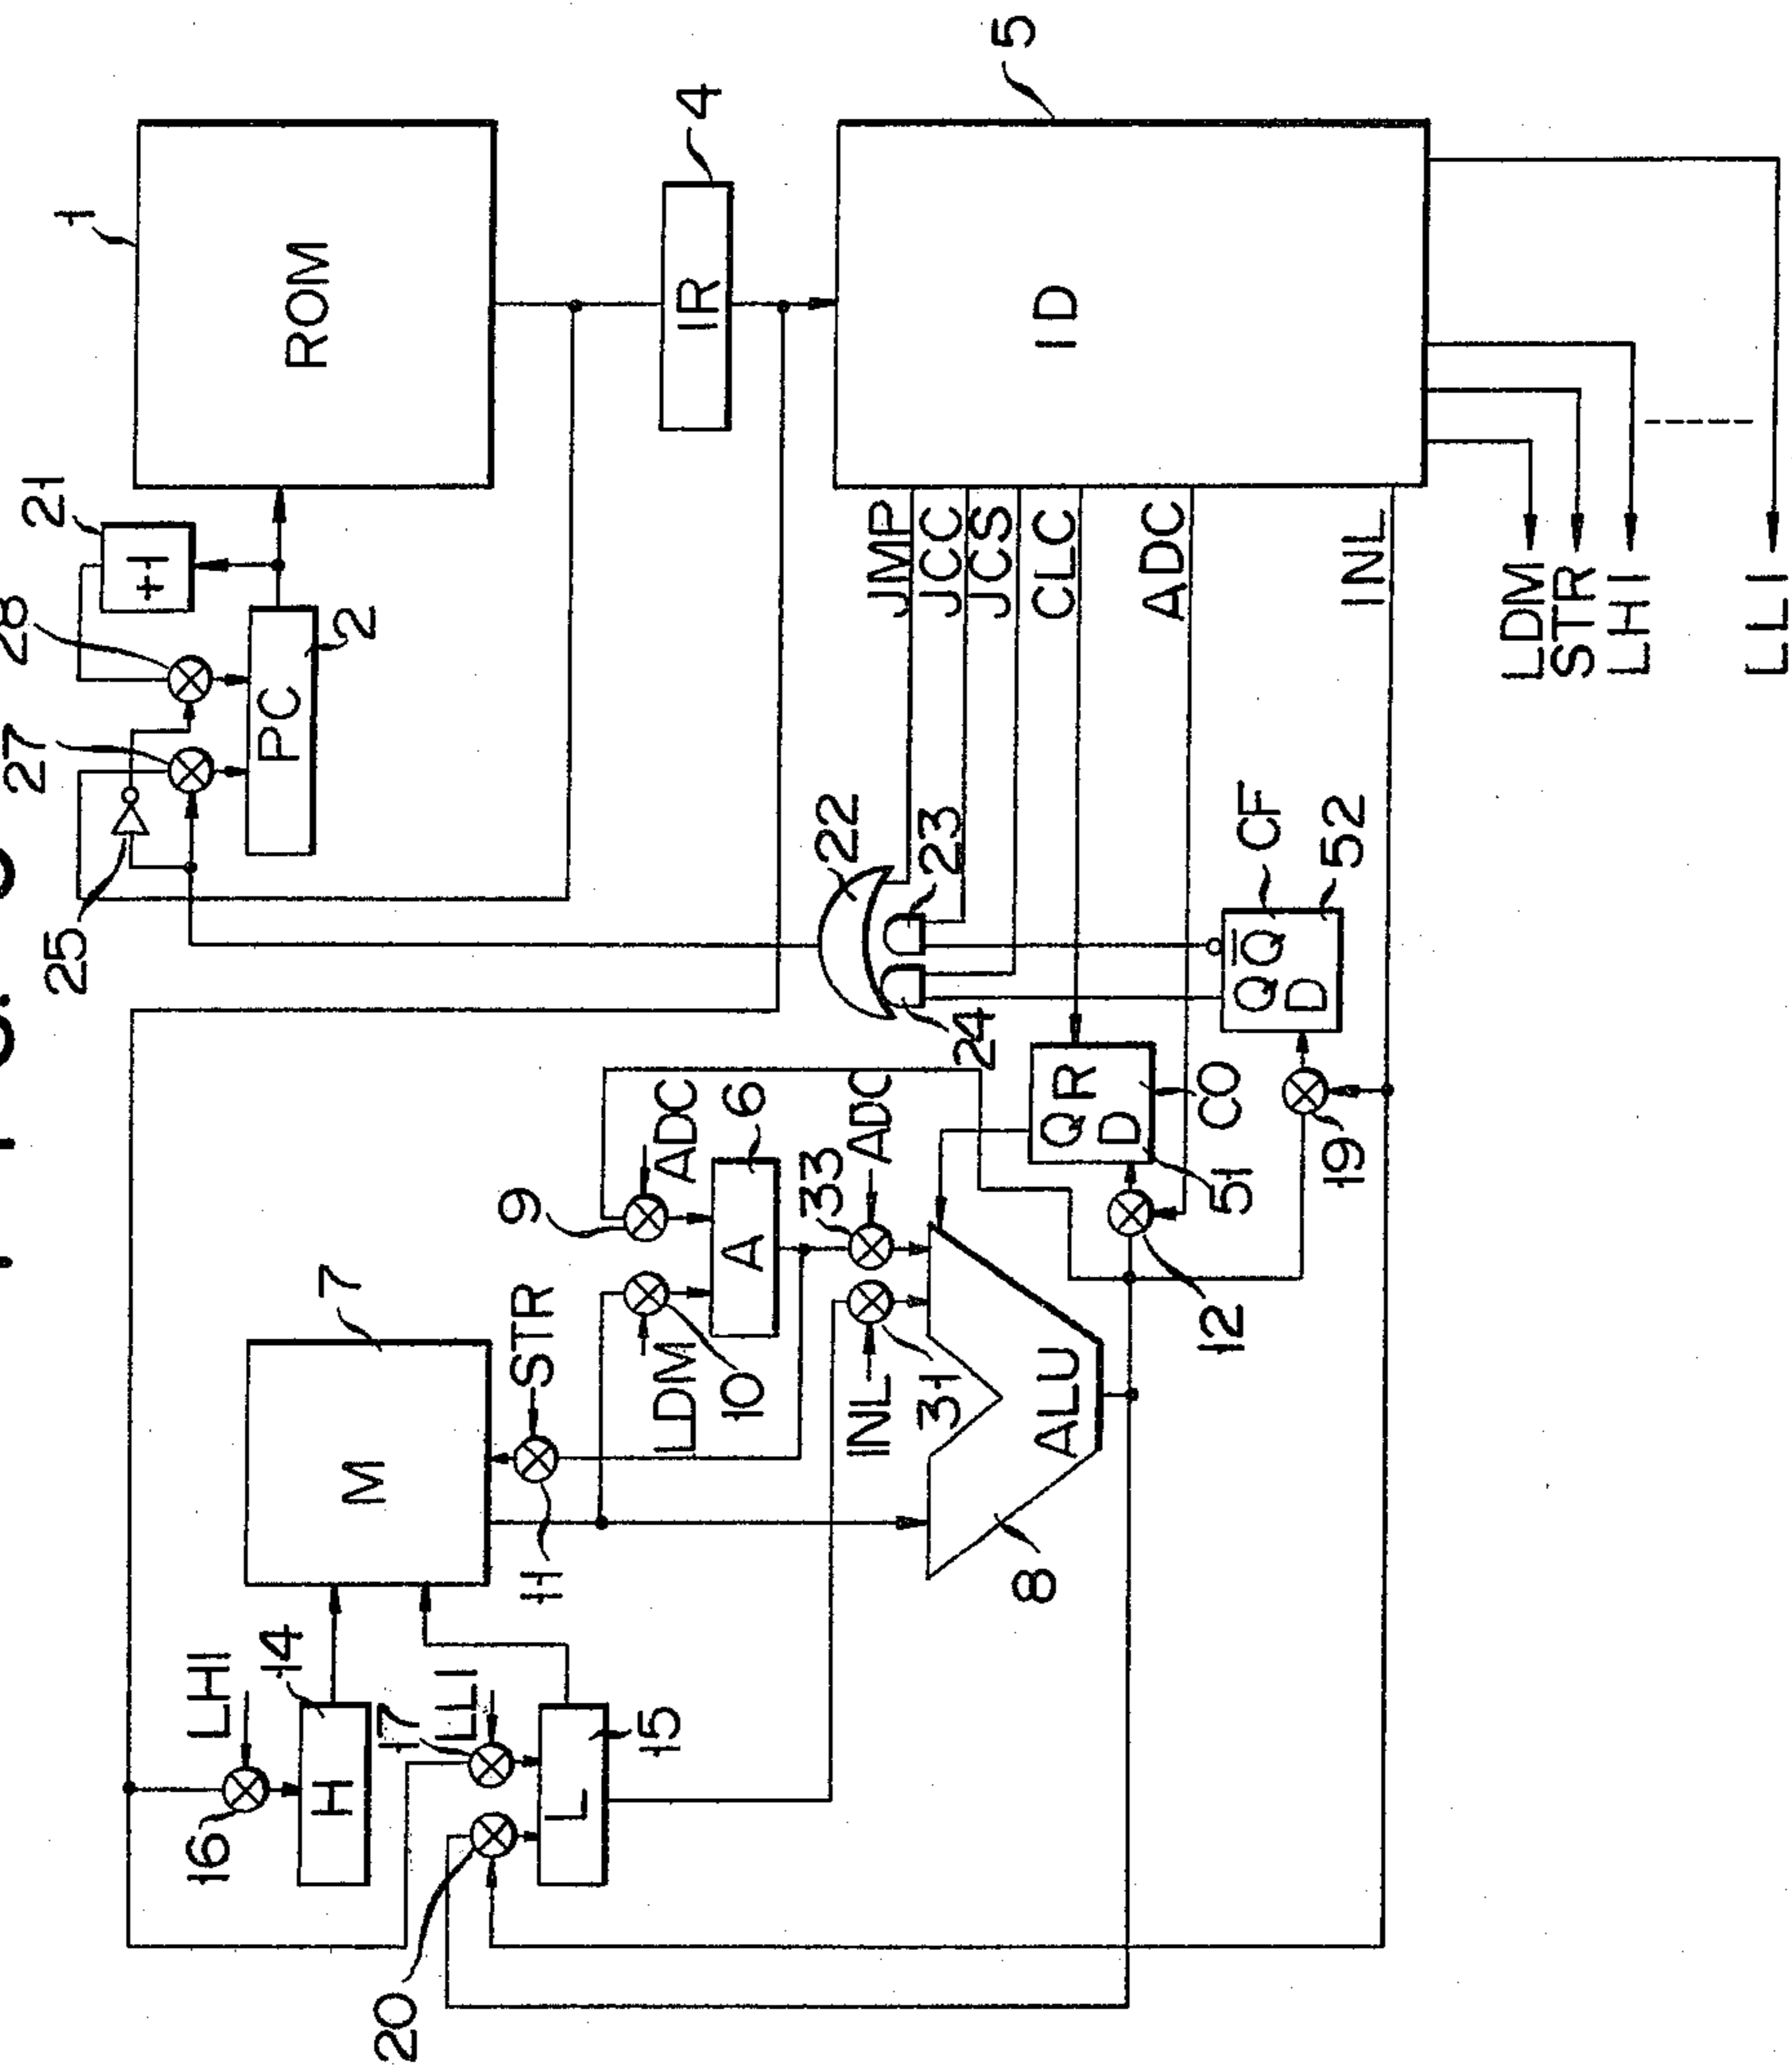 1
ROM
21
+1
28
27
PC
2
25
IR
4
5
ID
JMP
JCC
JCS
CLC
ADC
INL
LDM
STR
LHI
LLI
22
23
24
CF
52
Q Q̅
D
Q R
D
CO
51
19
12
7
M
STR
11
9
ADC
LDM
10
A
6
33
ADC
INL
31
ALU
8
LHI
16
14
H
17
LLI
20
L
15